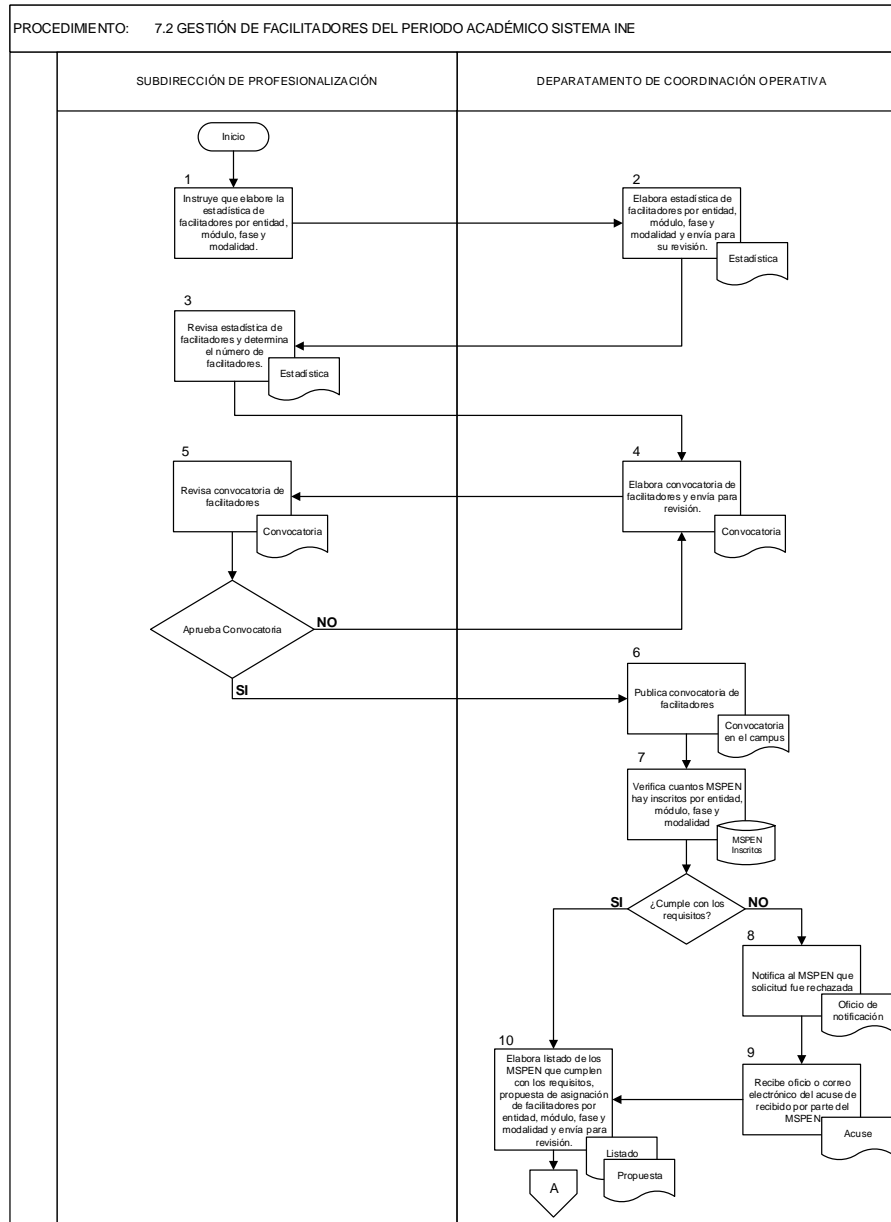 PROCEDIMIENTO: 7.2 GESTIÓN DE FACILITADORES DEL PERIODO ACADÉMICO SISTEMA INE
SUBDIRECCIÓN DE PROFESIONALIZACIÓN
DEPARATAMENTO DE COORDINACIÓN OPERATIVA
Inicio
1
Instruye que elabore la
estadística de
facilitadores por entidad,
módulo, fase y
modalidad.
2
Elabora estadística de
facilitadores por entidad,
módulo, fase y
modalidad y envía para
su revisión.
Estadística
3
Revisa estadística de
facilitadores y determina
el número de
facilitadores.
Estadística
5
Revisa convocatoria de
facilitadores
Convocatoria
4
Elabora convocatoria de
facilitadores y envía para
revisión.
Convocatoria
Aprueba Convocatoria
NO
SI
6
Publica convocatoria de
facilitadores
Convocatoria
en el campus
7
Verifica cuantos MSPEN
hay inscritos por entidad,
módulo, fase y
modalidad
MSPEN
Inscritos
¿Cumple con los
requisitos?
SI
NO
8
Notifica al MSPEN que
solicitud fue rechazada
Oficio de
notificación
9
Recibe oficio o correo
electrónico del acuse de
recibido por parte del
MSPEN
Acuse
10
Elabora listado de los
MSPEN que cumplen
con los requisitos,
propuesta de asignación
de facilitadores por
entidad, módulo, fase y
modalidad y envía para
revisión.
Listado
Propuesta
A